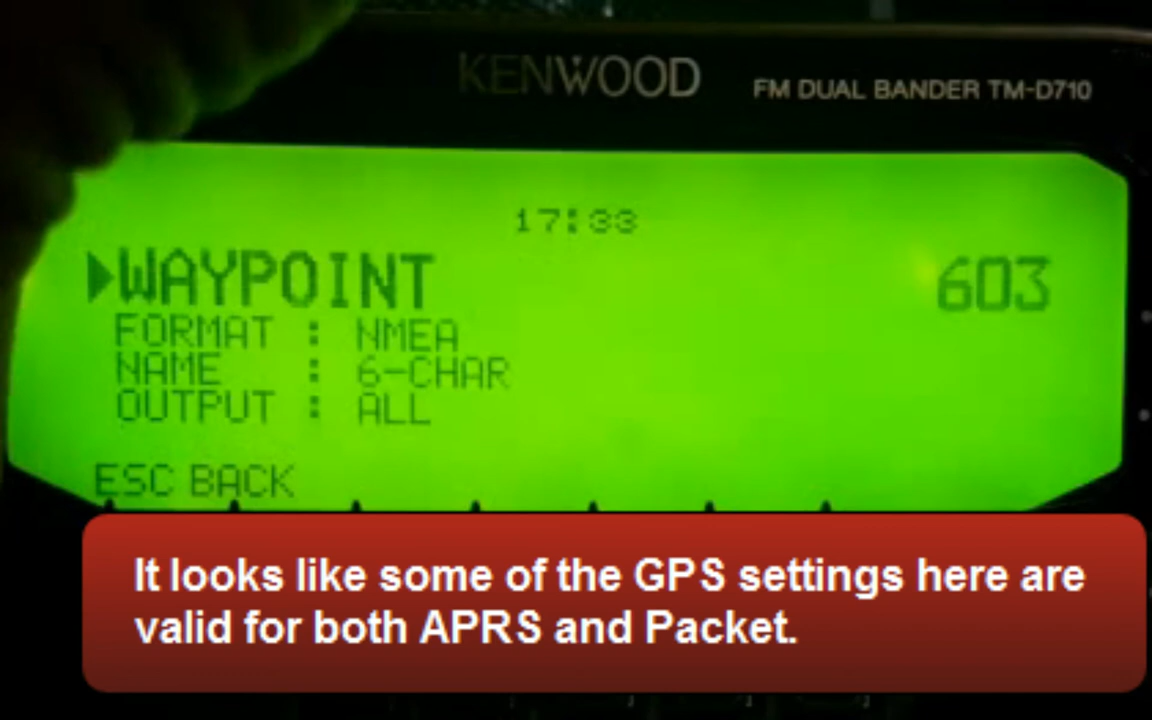 KENWOOD FM DUAL BANDER TM-D710
17:33
▶WAYPOINT 603
FORMAT : NMEA
NAME : 6-CHAR
OUTPUT : ALL
ESC BACK
It looks like some of the GPS settings here are
valid for both APRS and Packet.